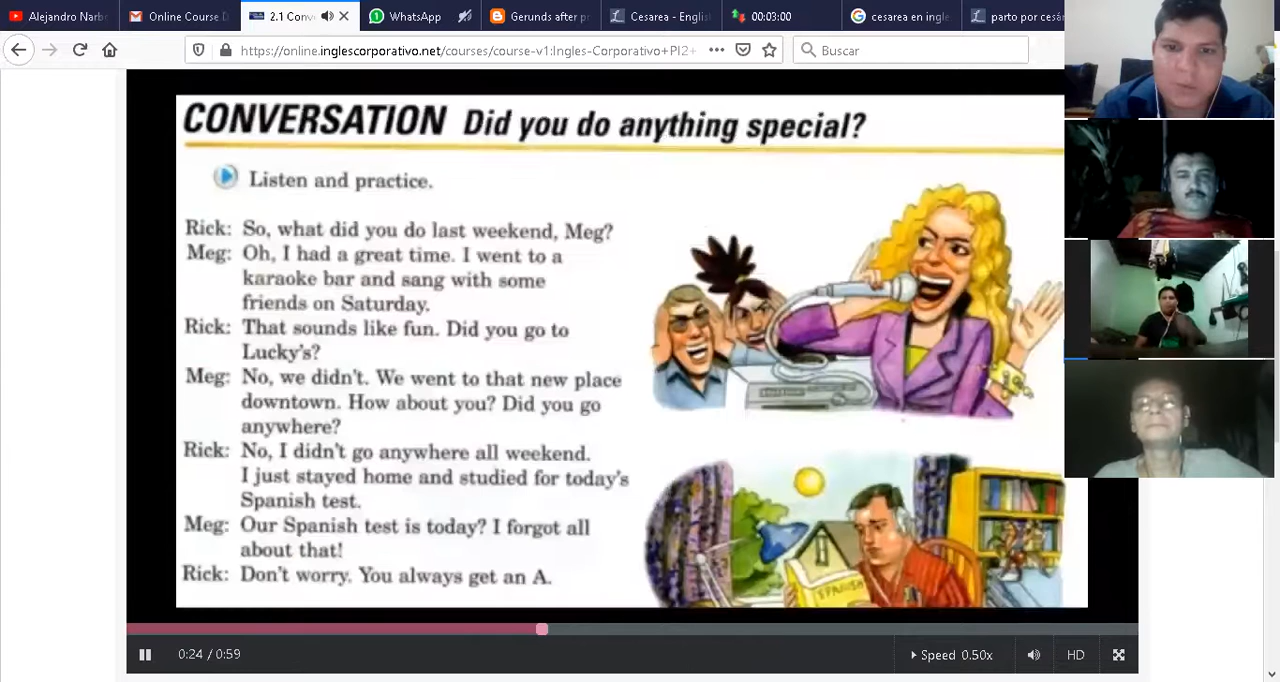 Alejandro Narb
Online Course D
2.1 Conv
WhatsApp
Gerunds after p
Cesarea - Engli
00:03:00
cesarea en ingle
parto por cesár
https://online.inglescorporativo.net/courses/course-v1:Ingles-Corporativo+PI2+
Buscar
CONVERSATION Did you do anything special?
Listen and practice.
Rick: So, what did you do last weekend, Meg?
Meg: Oh, I had a great time. I went to a
karaoke bar and sang with some
friends on Saturday.
Rick: That sounds like fun. Did you go to
Lucky's?
Meg: No, we didn't. We went to that new place
downtown. How about you? Did you go
anywhere?
Rick: No, I didn't go anywhere all weekend.
I just stayed home and studied for today's
Spanish test.
Meg: Our Spanish test is today? I forgot all
about that!
Rick: Don't worry. You always get an A.
SPANISH
0:24 / 0:59
Speed 0.50x
HD